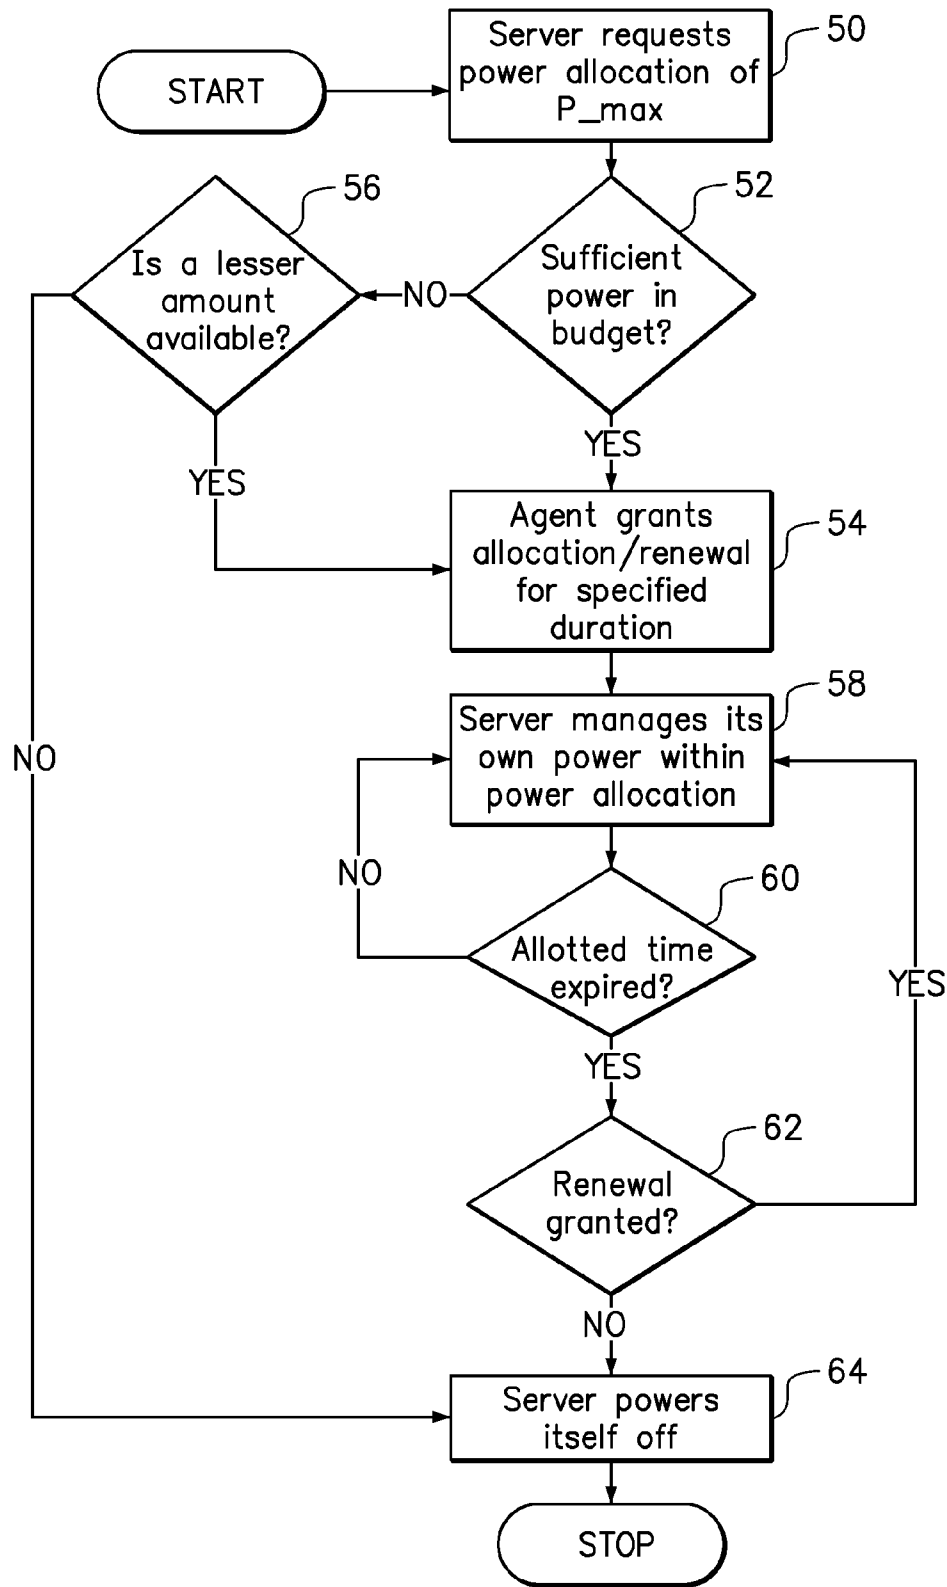 Server requests
power allocation of
P_max
50
START
56
52
Is a lesser
amount
available?
NO
Sufficient
power in
budget?
YES
YES
Agent grants
allocation/renewal
for specified
duration
54
58
Server manages its
own power within
power allocation
NO
NO
60
Allotted time
expired?
YES
YES
62
Renewal
granted?
NO
64
Server powers
itself off
STOP